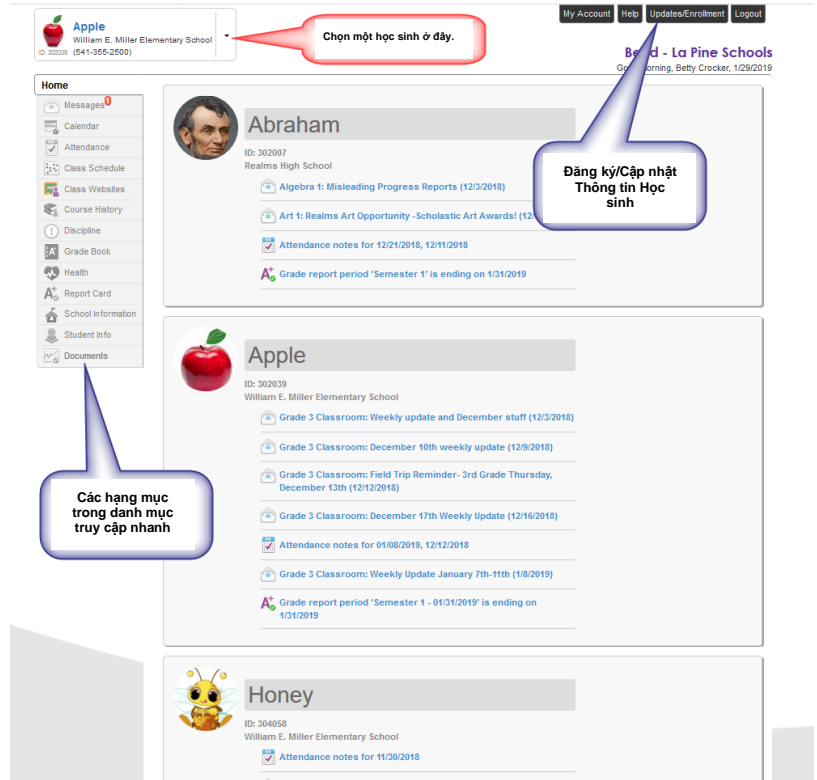 My Account Help Updates/Enrollment Logout
Apple
William E. Miller Elementary School
ID: 302039 (541-355-2500)
Chọn một học sinh ở đây.
La Pine Schools
Betty Crocker, 1/29/2019
Home
Messages 1
Calendar
Attendance
Class Schedule
Class Websites
Course History
Discipline
Grade Book
Health
Report Card
School Information
Student Info
Documents
Các hạng mục
trong danh mục
truy cập nhanh
Đăng ký/Cập nhật
Thông tin Học
sinh
Abraham
ID: 302007
Realms High School
Algebra 1: Misleading Progress Reports (12/3/2018)
Art 1: Realms Art Opportunity -Scholastic Art Awards!
Attendance notes for 12/21/2018, 12/11/2018
Grade report period 'Semester 1' is ending on 1/31/2019
Apple
ID: 302039
William E. Miller Elementary School
Grade 3 Classroom: Weekly update and December stuff (12/3/2018)
Grade 3 Classroom: December 10th weekly update (12/9/2018)
Grade 3 Classroom: Field Trip Reminder- 3rd Grade Thursday,
December 13th (12/12/2018)
Grade 3 Classroom: December 17th Weekly Update (12/16/2018)
Attendance notes for 01/08/2019, 12/12/2018
Grade 3 Classroom: Weekly Update January 7th-11th (1/8/2019)
Grade report period 'Semester 1 - 01/31/2019' is ending on
1/31/2019
Honey
ID: 304058
William E. Miller Elementary School
Attendance notes for 11/30/2018